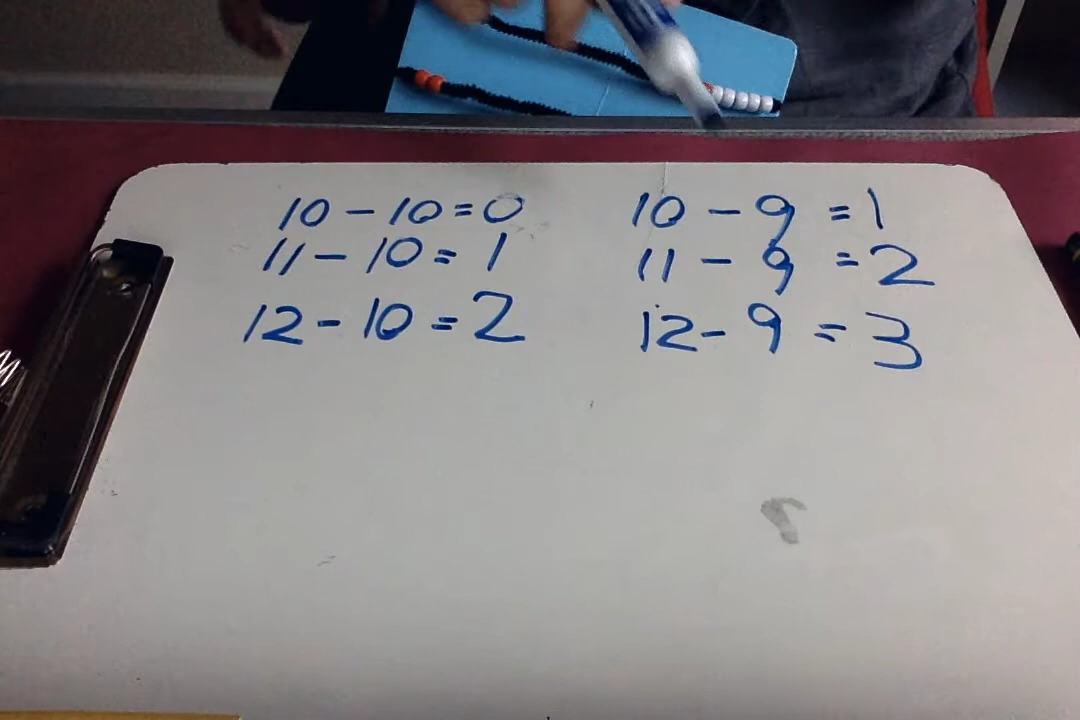 10 - 10 = 0
11 - 10 = 1
12 - 10 = 2
10 - 9 = 1
11 - 9 = 2
12 - 9 = 3